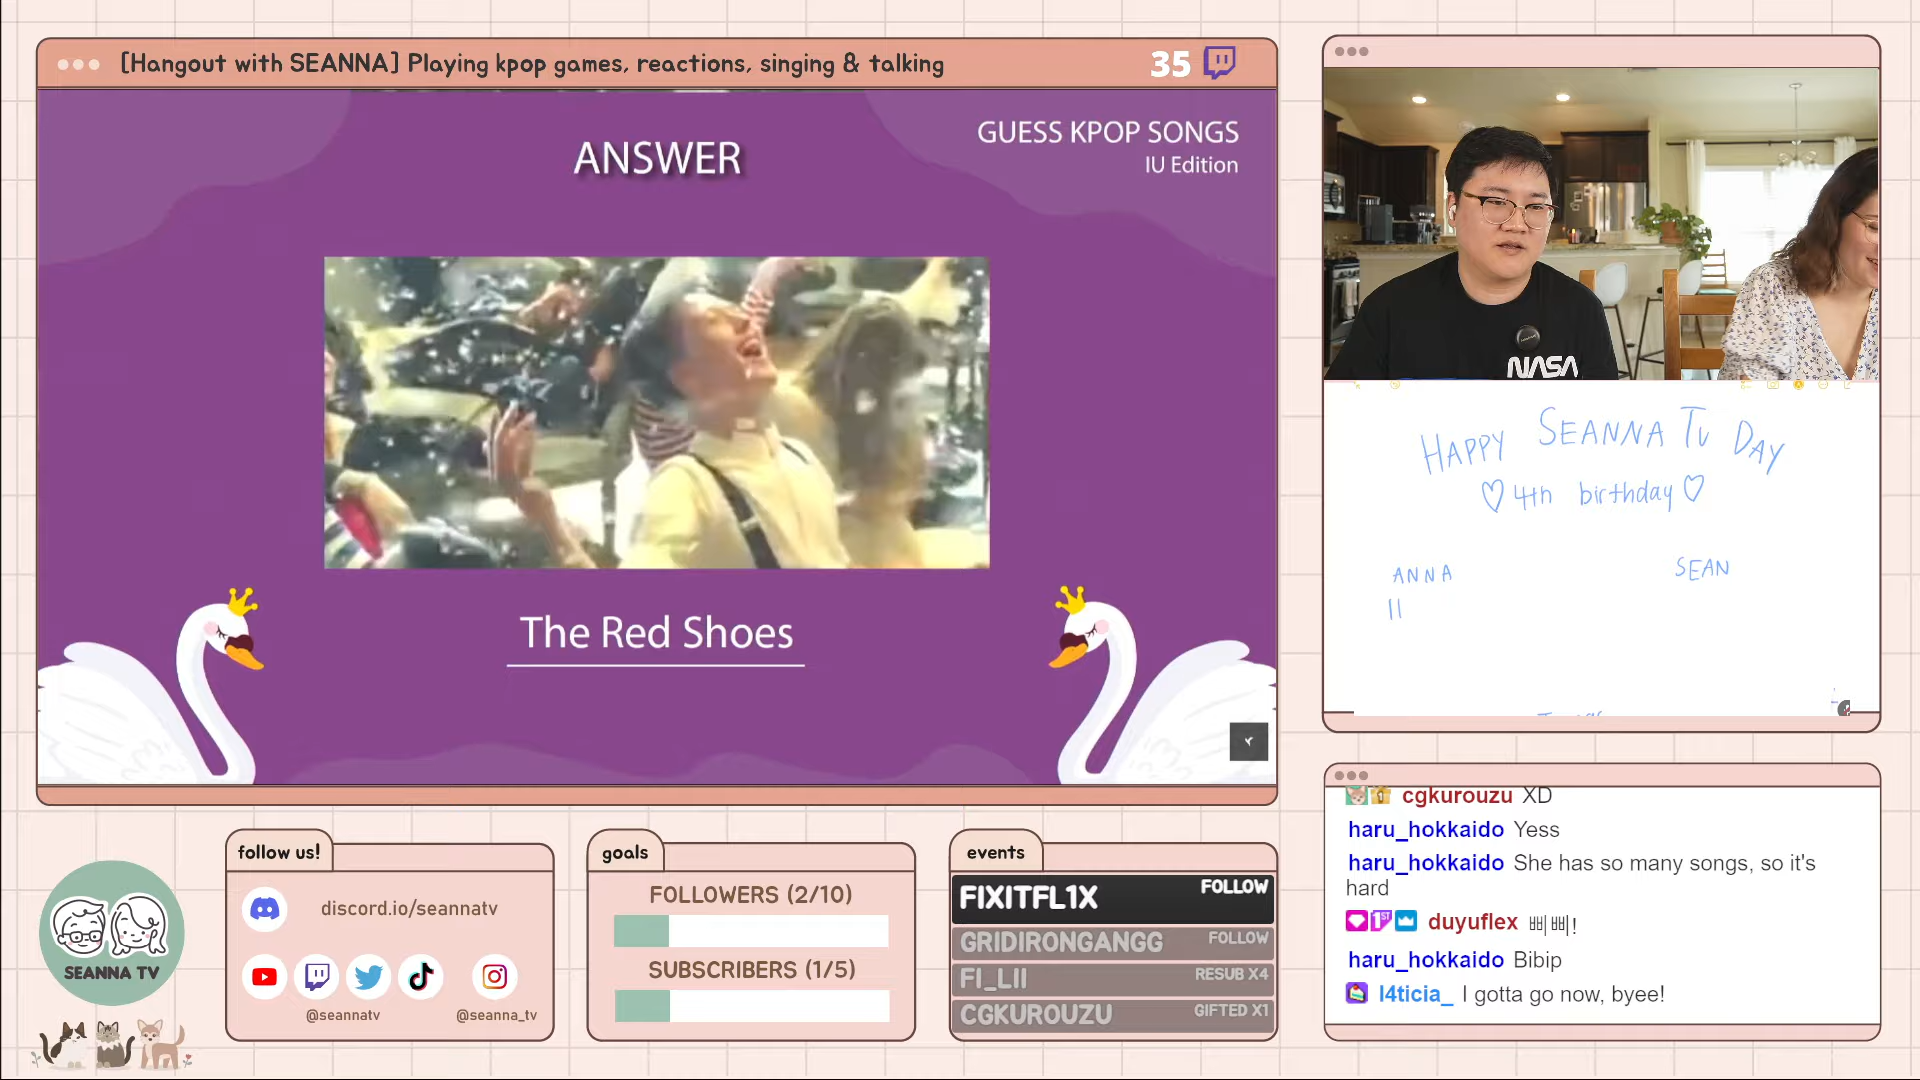 [Hangout with SEANNA] Playing kpop games, reactions, singing & talking
35
ANSWER
GUESS KPOP SONGS
IU Edition
The Red Shoes
NASA
HAPPY SEANNA TV DAY
♡ 4th birthday ♡
ANNA
SEAN
II
follow us!
discord.io/seannatv
@seannatv
@seanna_tv
SEANNA TV
goals
FOLLOWERS (2/10)
SUBSCRIBERS (1/5)
events
FIXITFL1X FOLLOW
GRIDIRONGANGG FOLLOW
FI_LII RESUB X4
CGKUROUZU GIFTED X1
cgkurouzu XD
haru_hokkaido Yess
haru_hokkaido She has so many songs, so it's
hard
1ST duyuflex 삐삐!
haru_hokkaido Bibip
l4ticia_ I gotta go now, byee!